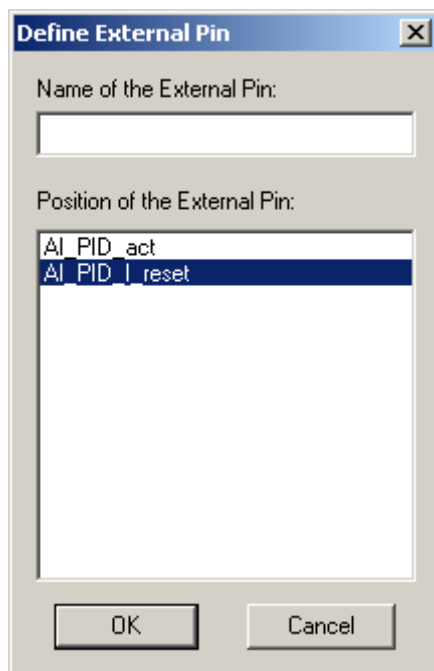 Define External Pin
Name of the External Pin:
Position of the External Pin:
AI_PID_act
AI_PID_I_reset
OK
Cancel